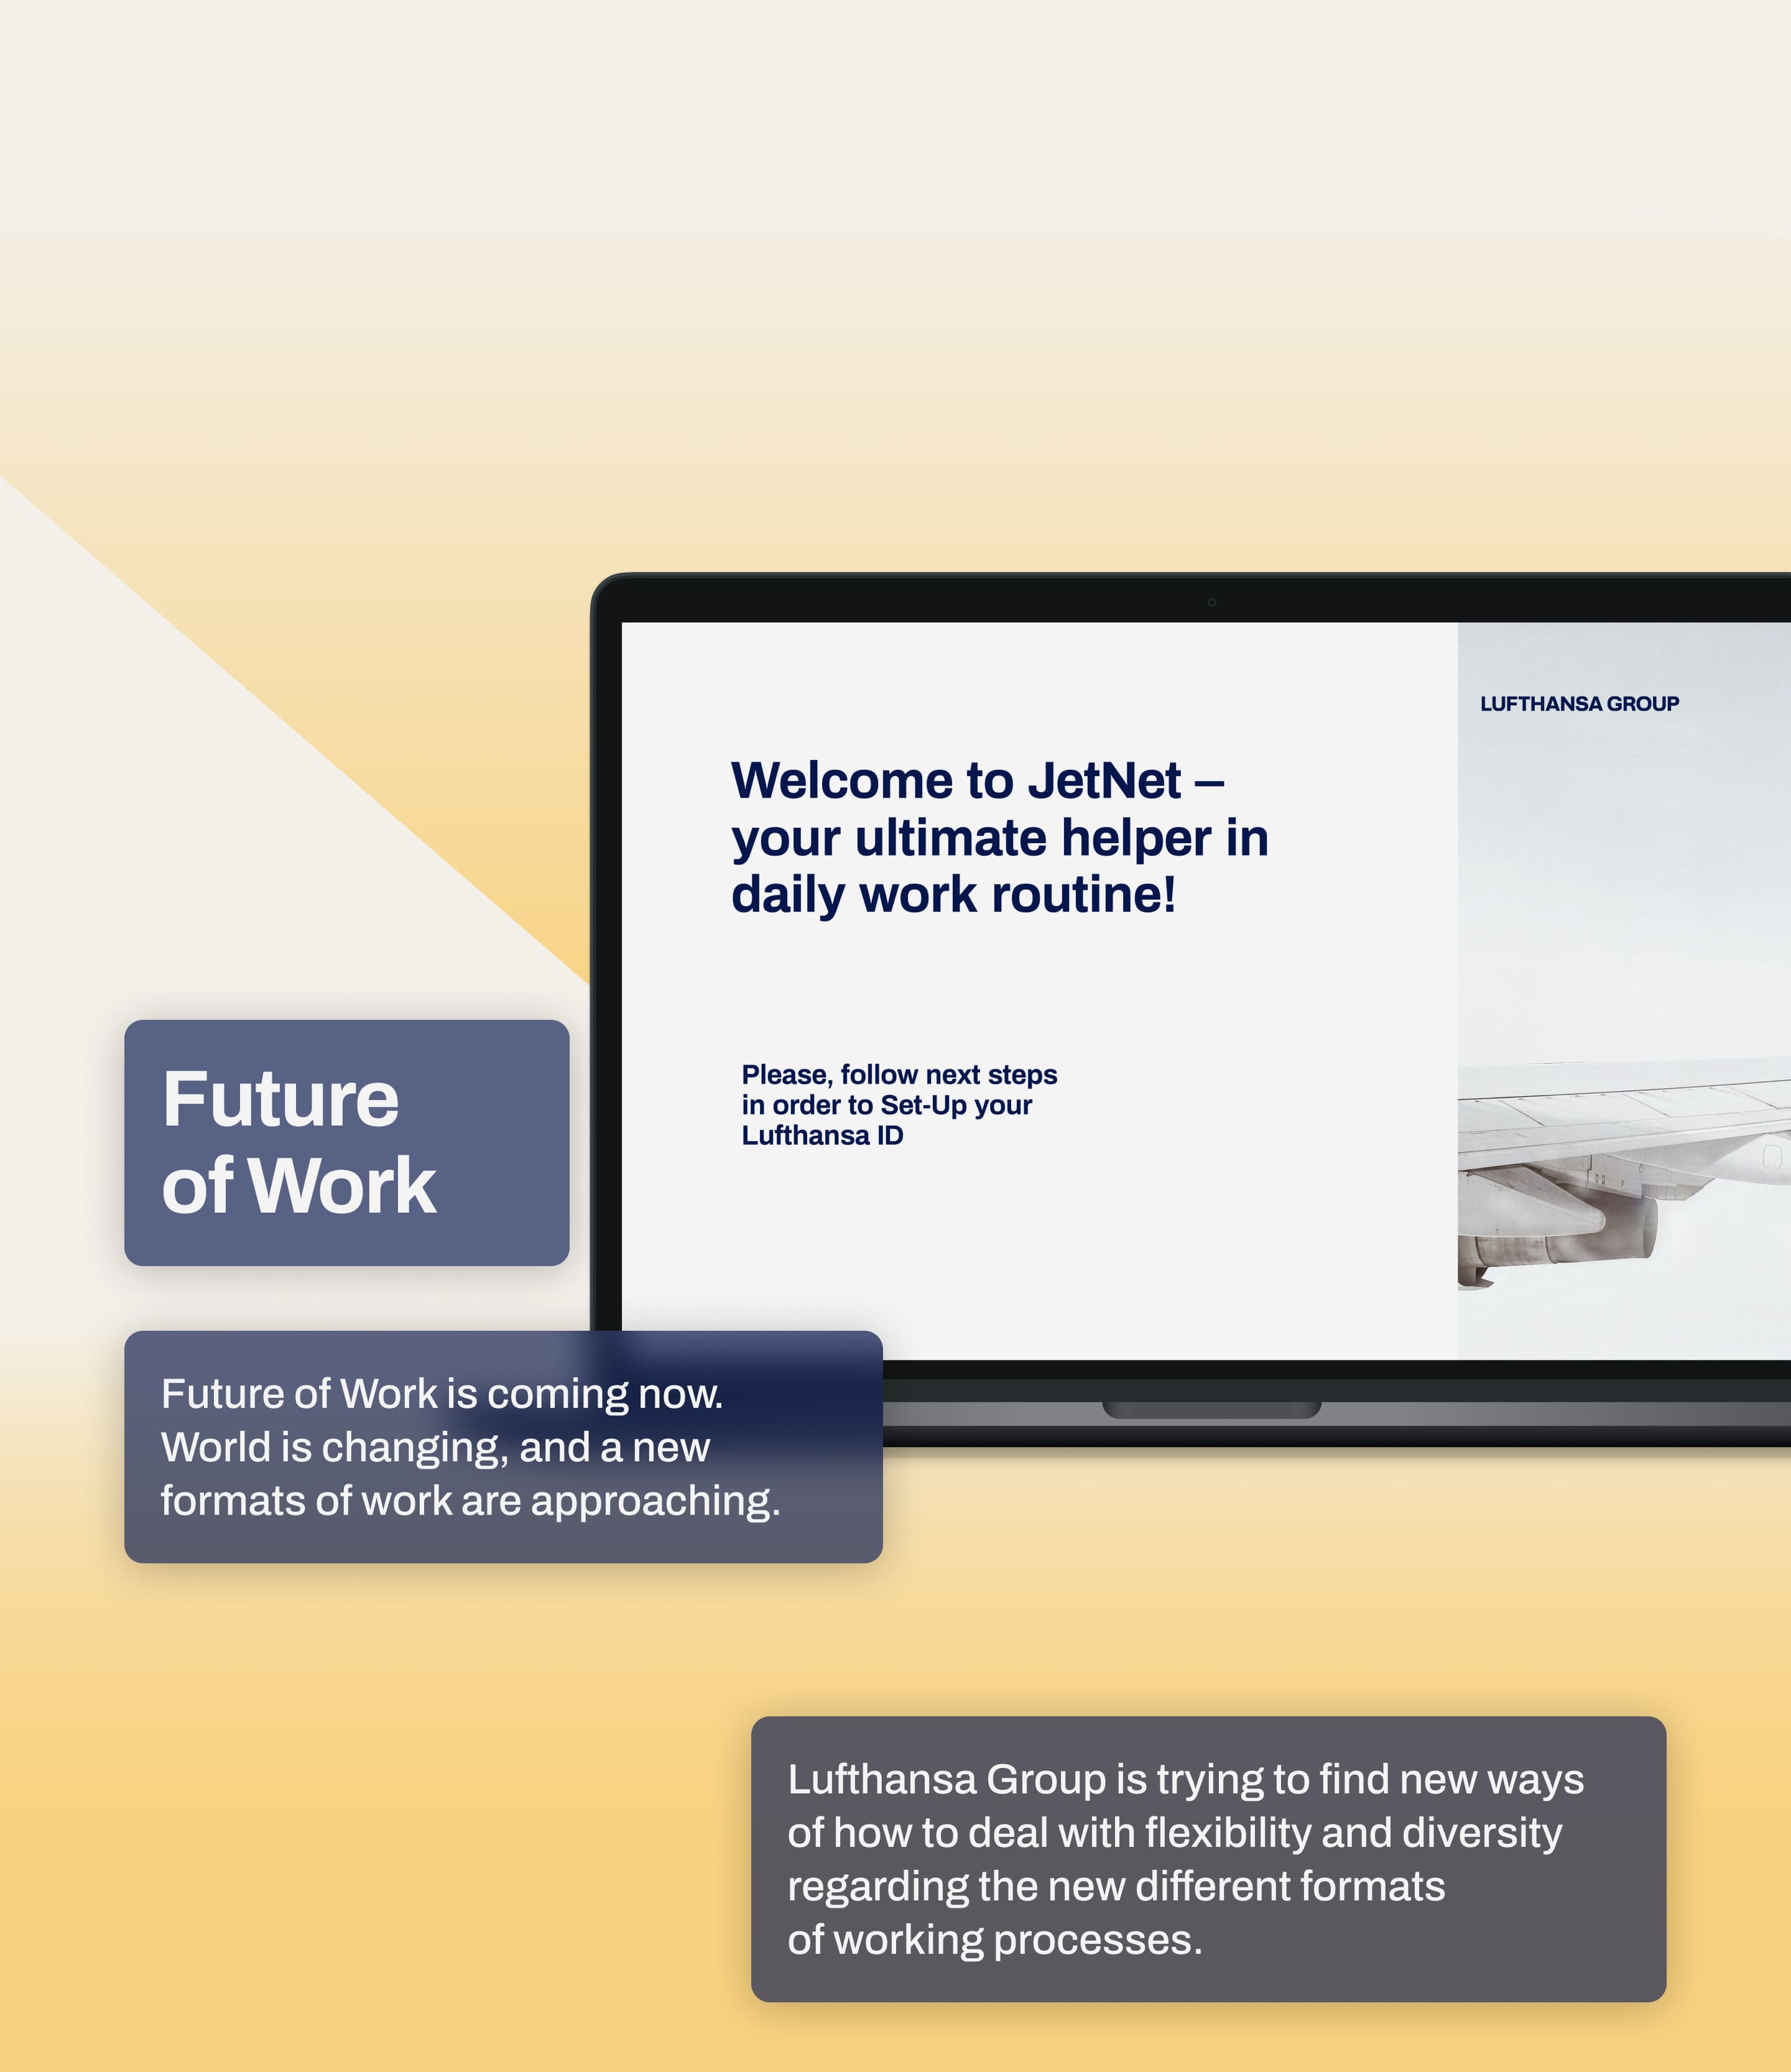 LUFTHANSA GROUP
Welcome to JetNet –
your ultimate helper in
daily work routine!
Please, follow next steps
in order to Set-Up your
Lufthansa ID
Future
of Work
Future of Work is coming now.
World is changing, and a new
formats of work are approaching.
Lufthansa Group is trying to find new ways
of how to deal with flexibility and diversity
regarding the new different formats
of working processes.